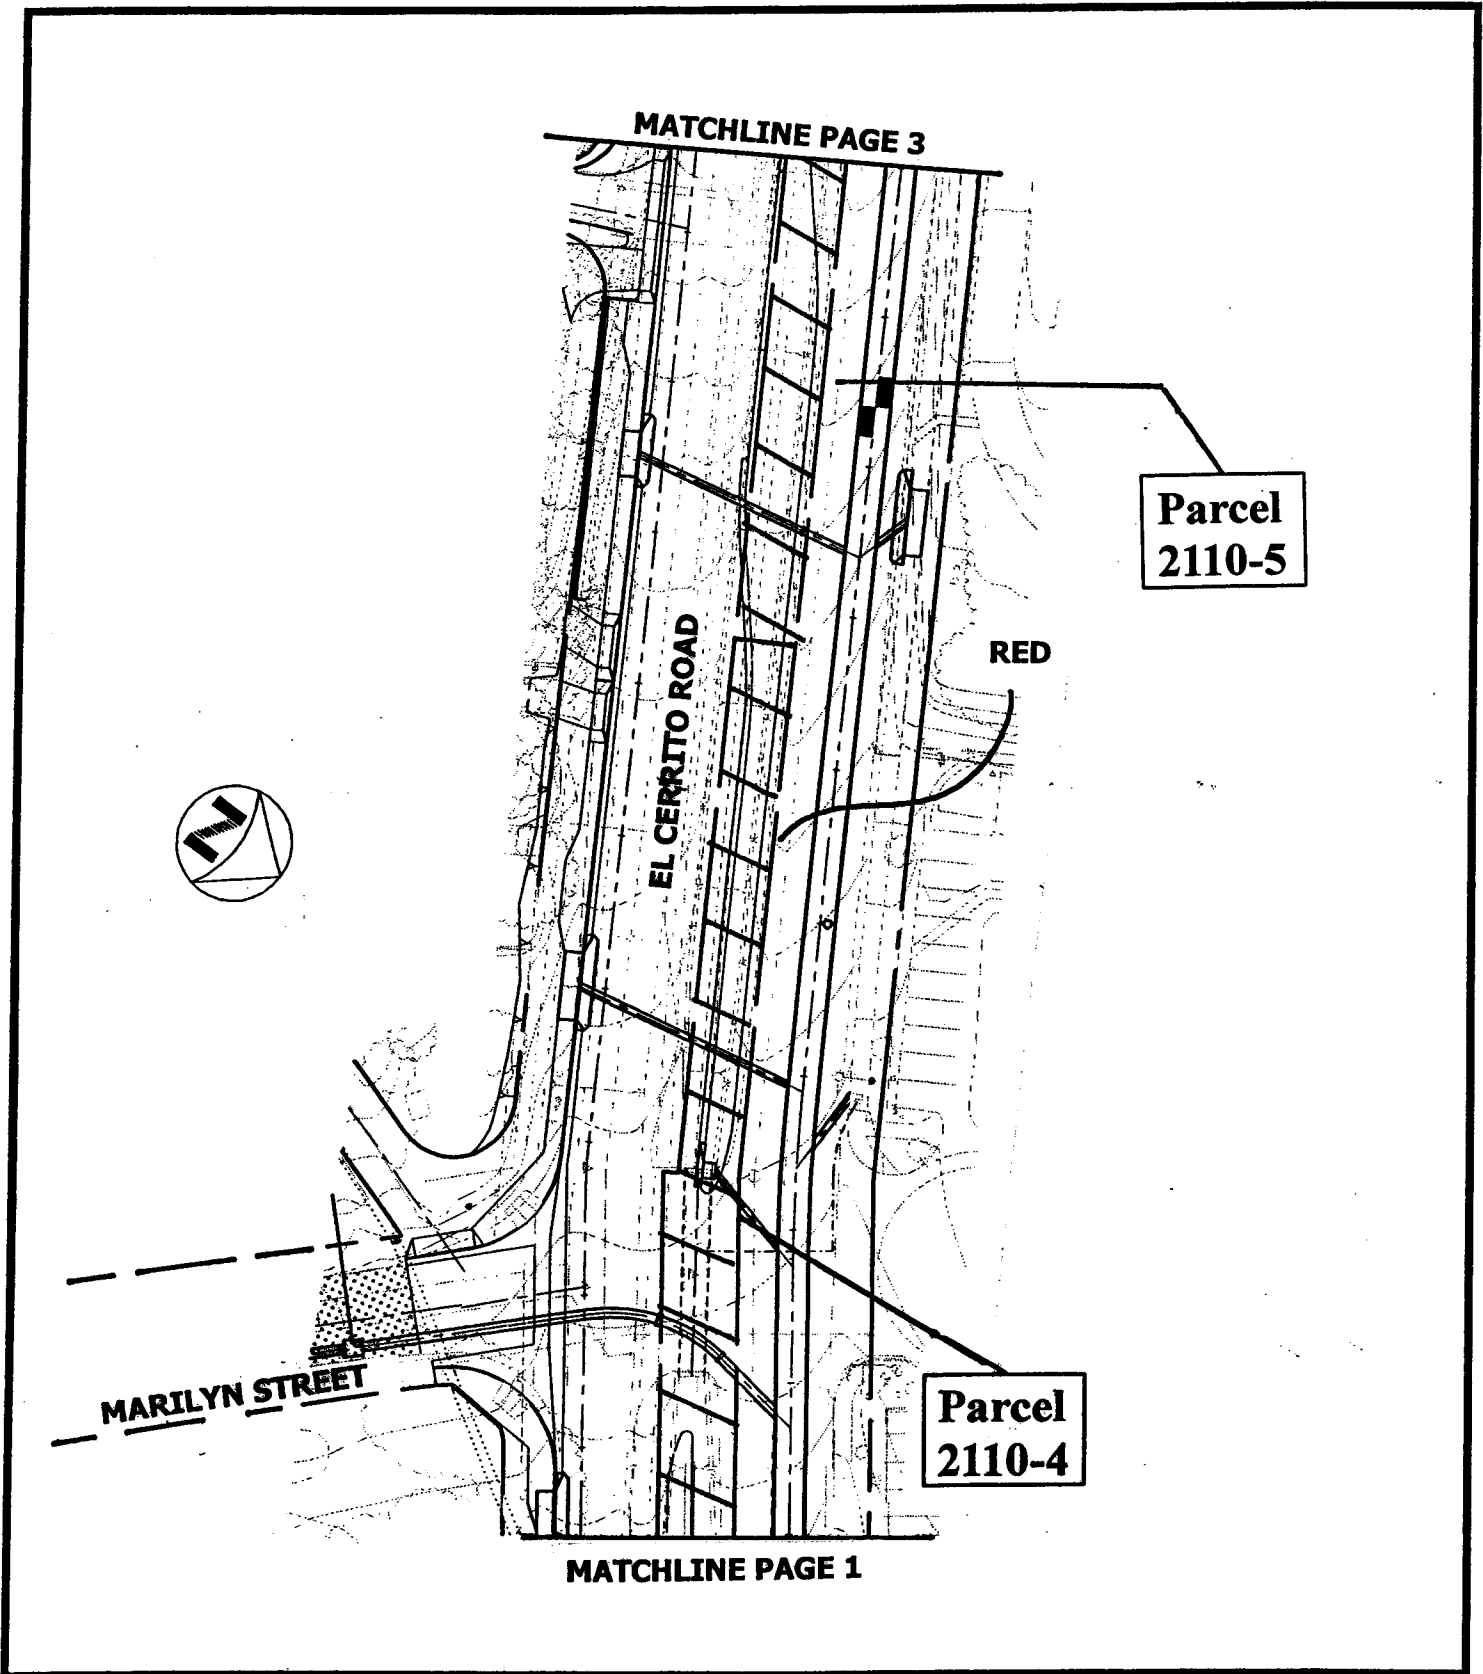 MATCHLINE PAGE 3
Parcel
2110-5
RED
EL CERRITO ROAD
N
MARILYN STREET
Parcel
2110-4
MATCHLINE PAGE 1